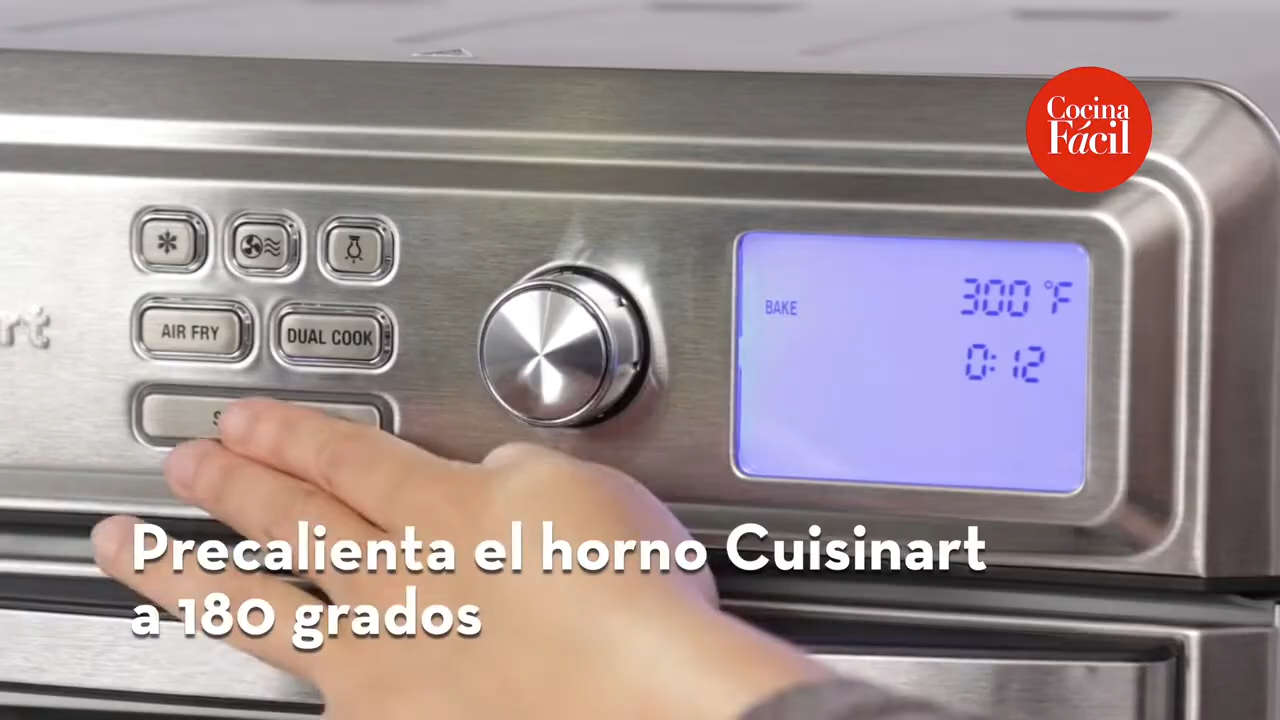 Cocina
Fácil
AIR FRY
DUAL COOK
BAKE
300 °F
0:12
Precalienta el horno Cuisinart
a 180 grados